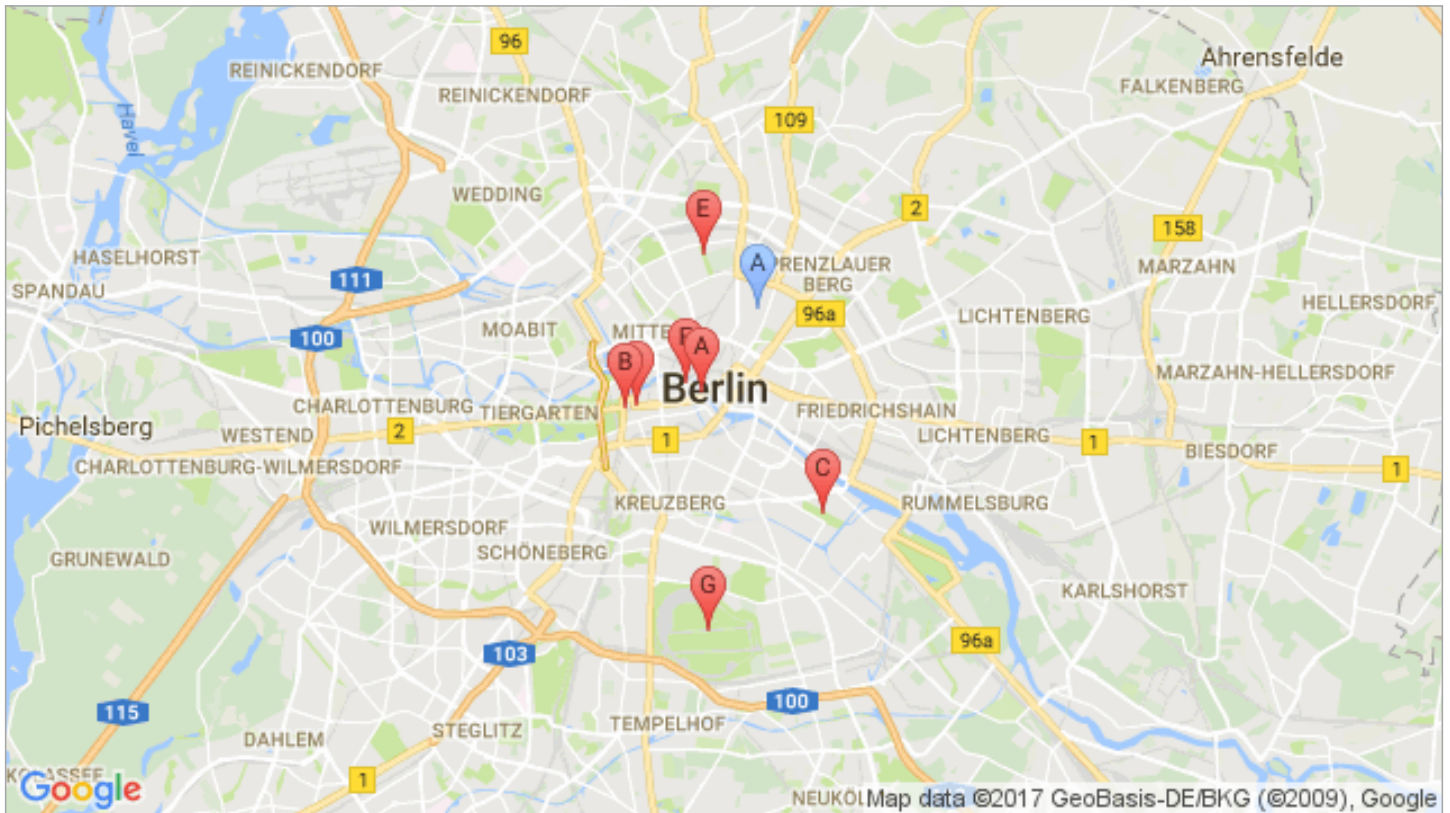 96
Ahrensfelde
REINICKENDORF
FALKENBERG
REINICKENDORF
Havel
109
WEDDING
E
2
158
HASELHORST
A
PRENZLAUER
BERG
MARZAHN
111
SPANDAU
HELLERSDORF
96a
LICHTENBERG
MOABIT
MITTE
100
F
A
B
Berlin
MARZAHN-HELLERSDORF
CHARLOTTENBURG
TIERGARTEN
FRIEDRICHSHAIN
Pichelsberg
WESTEND
2
1
LICHTENBERG
1
BIESDORF
CHARLOTTENBURG-WILMERSDORF
C
1
KREUZBERG
RUMMELSBURG
WILMERSDORF
SCHÖNEBERG
GRUNEWALD
G
KARLSHORST
96a
103
115
100
STEGLITZ
TEMPELHOF
DAHLEM
1
Google
NEUKÖL
Map data ©2017 GeoBasis-DE/BKG (©2009), Google